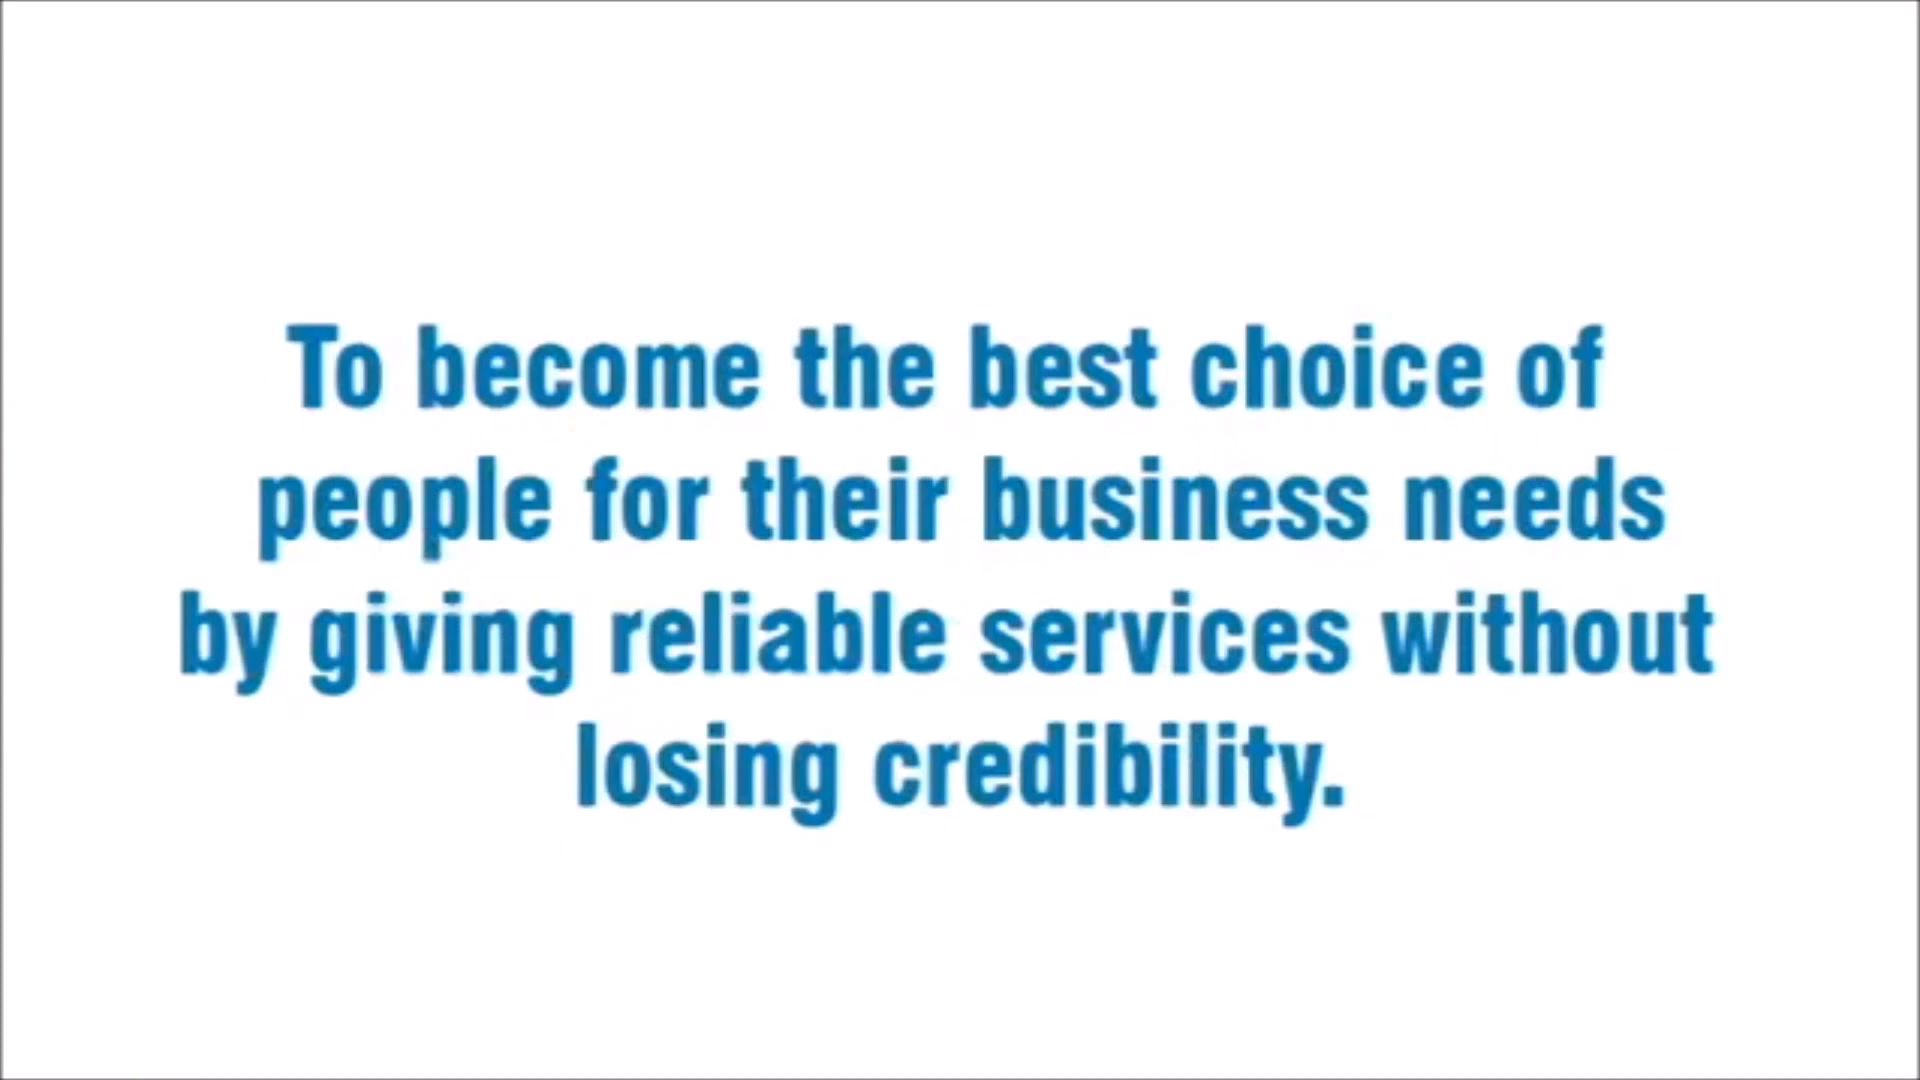 To become the best choice of
people for their business needs
by giving reliable services without
losing credibility.